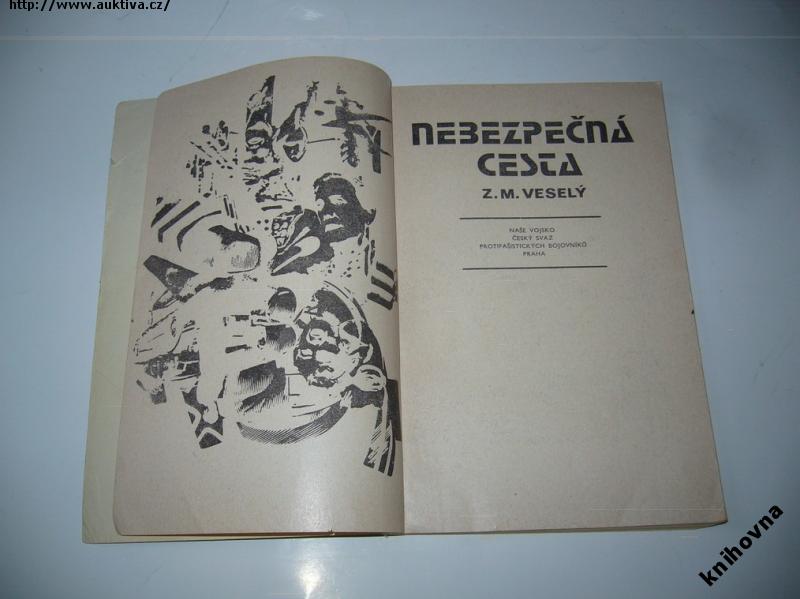 http://www.auktiva.cz/
NEBEZPEČNÁ
CESTA
Z. M. VESELÝ
NAŠE VOJSKO
ČESKÝ SVAZ
PROTIFAŠISTICKÝCH BOJOVNÍKŮ
PRAHA
knihovna